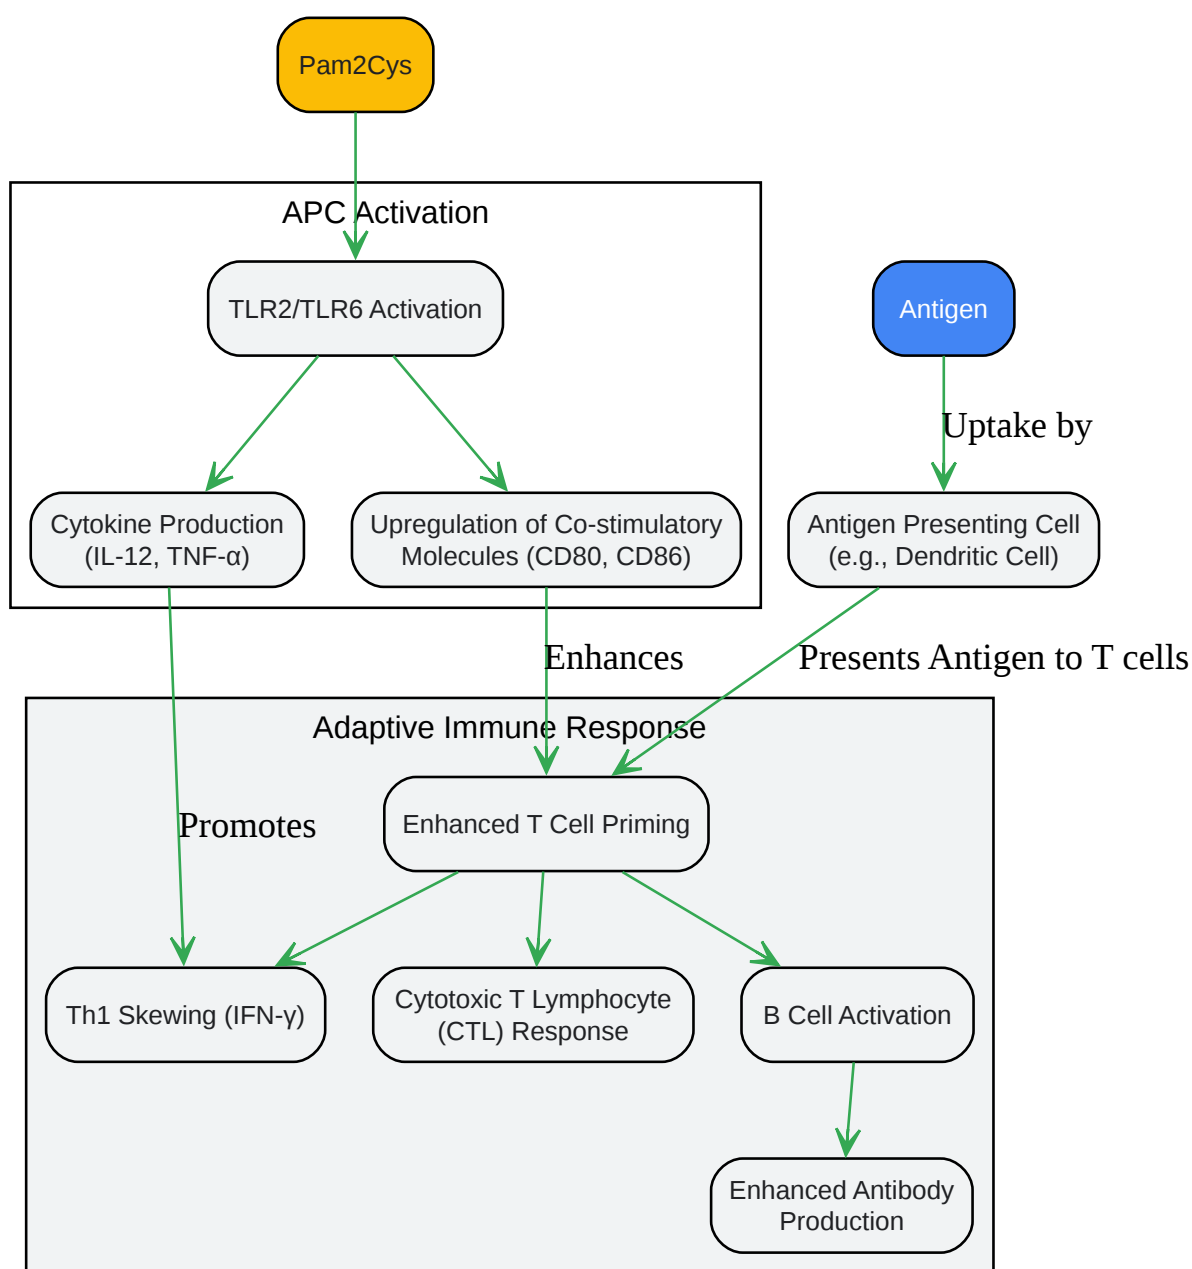 Pam2Cys
APC Activation
TLR2/TLR6 Activation
Antigen
Uptake by
Cytokine Production
(IL-12, TNF-α)
Upregulation of Co-stimulatory
Molecules (CD80, CD86)
Antigen Presenting Cell
(e.g., Dendritic Cell)
Enhances
Presents Antigen to T cells
Adaptive Immune Response
Promotes
Enhanced T Cell Priming
Th1 Skewing (IFN-γ)
Cytotoxic T Lymphocyte
(CTL) Response
B Cell Activation
Enhanced Antibody
Production